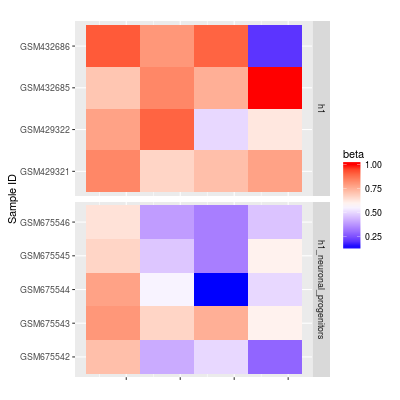 GSM432686
GSM432685
GSM429322
GSM429321
h1
GSM675546
GSM675545
GSM675544
GSM675543
GSM675542
h1_neuronal_progenitors
Sample ID
beta
1.00
0.75
0.50
0.25